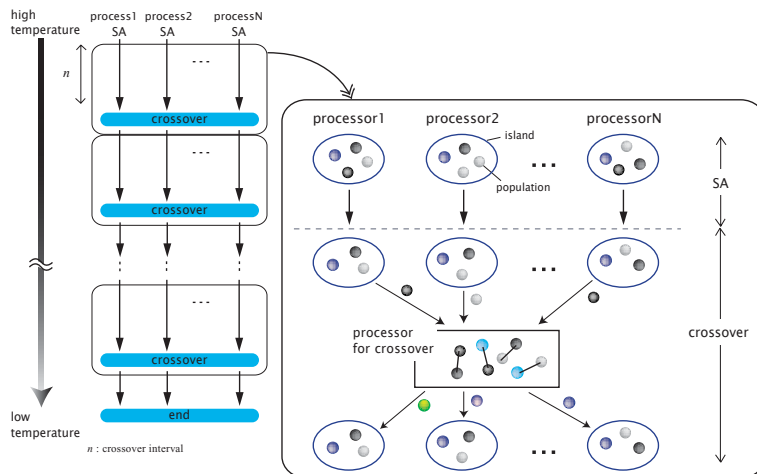 high
temperature
process1 process2 processN
SA SA SA
n
- - -
crossover
- - -
crossover
- - -
crossover
end
low
temperature
n : crossover interval
processor1 processor2 processorN
island
population
...
SA
...
crossover
processor
for crossover
...